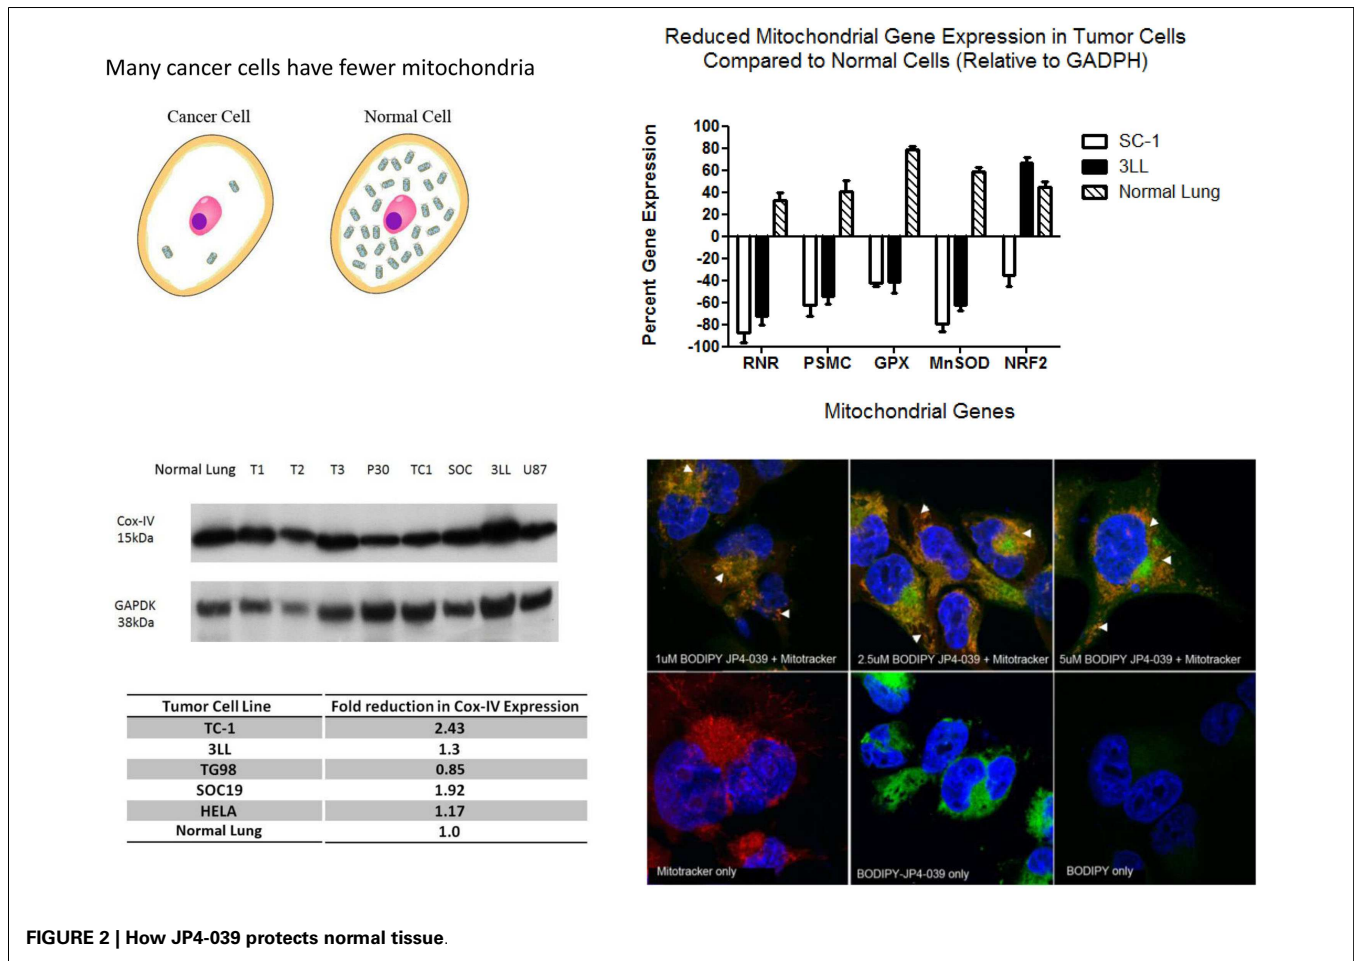 Many cancer cells have fewer mitochondria
Cancer Cell
Normal Cell
Reduced Mitochondrial Gene Expression in Tumor Cells
Compared to Normal Cells (Relative to GADPH)
Percent Gene Expression
100
80
60
40
20
0
-20
-40
-60
-80
-100
RNR PSMC GPX MnSOD NRF2
SC-1
3LL
Normal Lung
Mitochondrial Genes
Normal Lung T1 T2 T3 P30 TC1 SOC 3LL U87
Cox-IV
15kDa
GAPDK
38kDa
Tumor Cell Line Fold reduction in Cox-IV Expression
TC-1 2.43
3LL 1.3
TG98 0.85
SOC19 1.92
HELA 1.17
Normal Lung 1.0
1uM BODIPY JP4-039 + Mitotracker
2.5uM BODIPY JP4-039 + Mitotracker
5uM BODIPY JP4-039 + Mitotracker
Mitotracker only
BODIPY-JP4-039 only
BODIPY only
FIGURE 2 | How JP4-039 protects normal tissue.